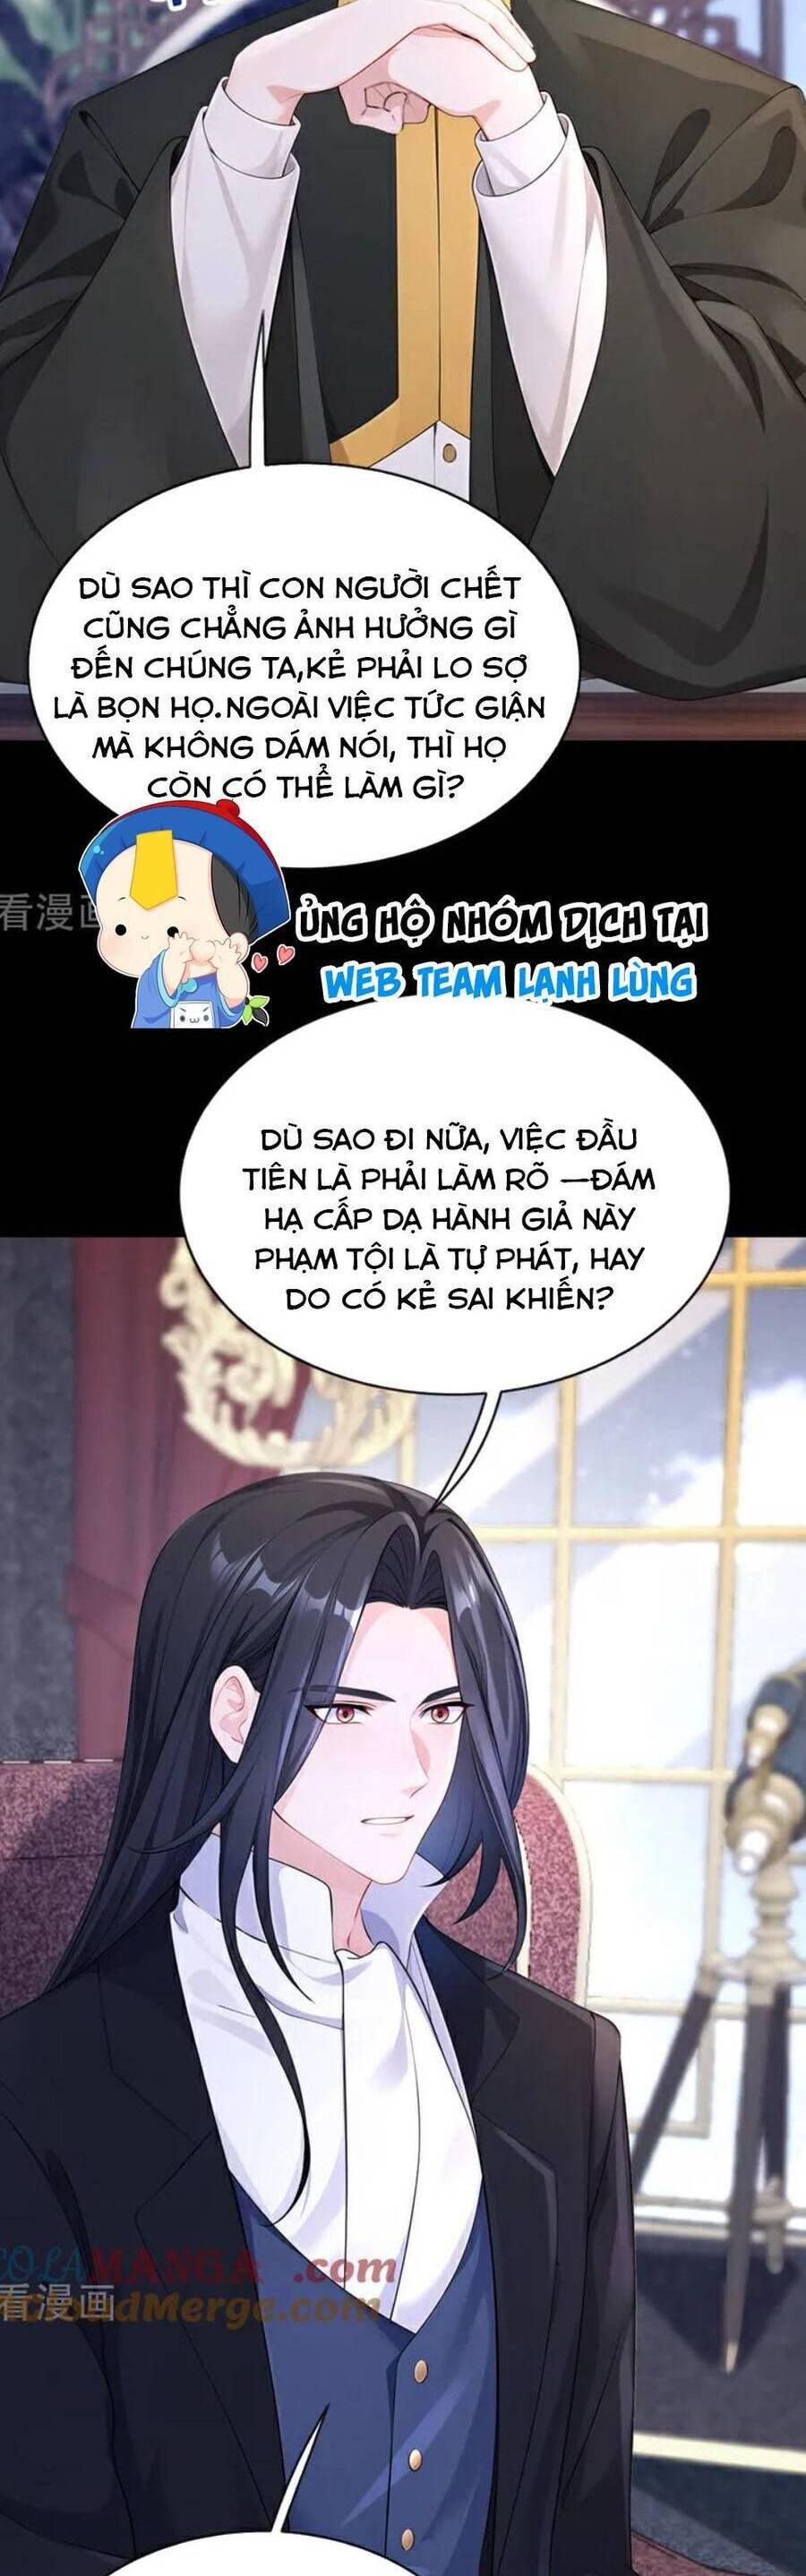 DÙ SAO THÌ CON NGƯỜI CHẾT
CŨNG CHẲNG ẢNH HƯỞNG GÌ
ĐẾN CHÚNG TA,KẺ PHẢI LO SỢ
LÀ BỌN HỌ.NGOÀI VIỆC TỨC GIẬN
MÀ KHÔNG DÁM NÓI, THÌ HỌ
CÒN CÓ THỂ LÀM GÌ?
看漫画
ỦNG HỘ NHÓM DỊCH TẠI
WEB TEAM LẠNH LÙNG
DÙ SAO ĐI NỮA, VIỆC ĐẦU
TIÊN LÀ PHẢI LÀM RÕ —ĐÁM
HẠ CẤP DẠ HÀNH GIẢ NÀY
PHẠM TỘI LÀ TỰ PHÁT, HAY
DO CÓ KẺ SAI KHIẾN?
COLAMANGA .com
看漫画
CloudMerge.com